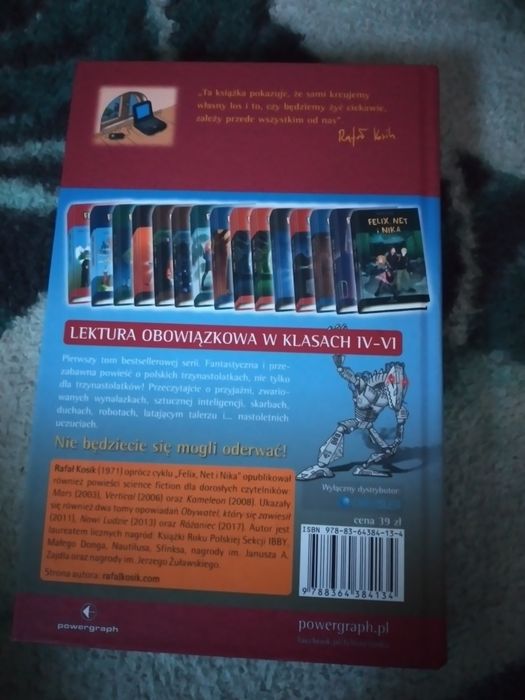 „Ta książka pokazuje, że sami kreujemy
własny los i to, czy będziemy żyć ciekawie,
zależy przede wszystkim od nas”
Rafał Kosik
FELIX, NET
i NIKA
LEKTURA OBOWIĄZKOWA W KLASACH IV-VI
Pierwszy tom bestsellerowej serii. Fantastyczna i prze-
zabawna powieść o polskich trzynastolatkach, nie tylko
dla trzynastolatków! Przeczytajcie o przyjaźni, zwario-
wanych wynalazkach, sztucznej inteligencji, skarbach,
duchach, robotach, latającym talerzu i... nastoletnich
uczuciach.
Nie będziecie się mogli oderwać!
Rafał Kosik (1971) oprócz cyklu „Felix, Net i Nika” opublikował
również powieści science fiction dla dorosłych czytelników:
Mars (2003), Vertical (2006) oraz Kameleon (2008). Ukazały
się również dwa tomy opowiadań Obywatel, który się zawiesił
(2011), Nowi Ludzie (2013) oraz Różaniec (2017). Autor jest
laureatem licznych nagród: Książki Roku Polskiej Sekcji IBBY,
Małego Donga, Nautilusa, Sfinksa, nagrody im. Janusza A.
Zajdla oraz nagrody im. Jerzego Żuławskiego.
Strona autora: rafalkosik.com
Wyłączny dystrybutor:
cena 39 zł
ISBN 978-83-64384-13-4
9 788364 384134
powergraph
powergraph.pl